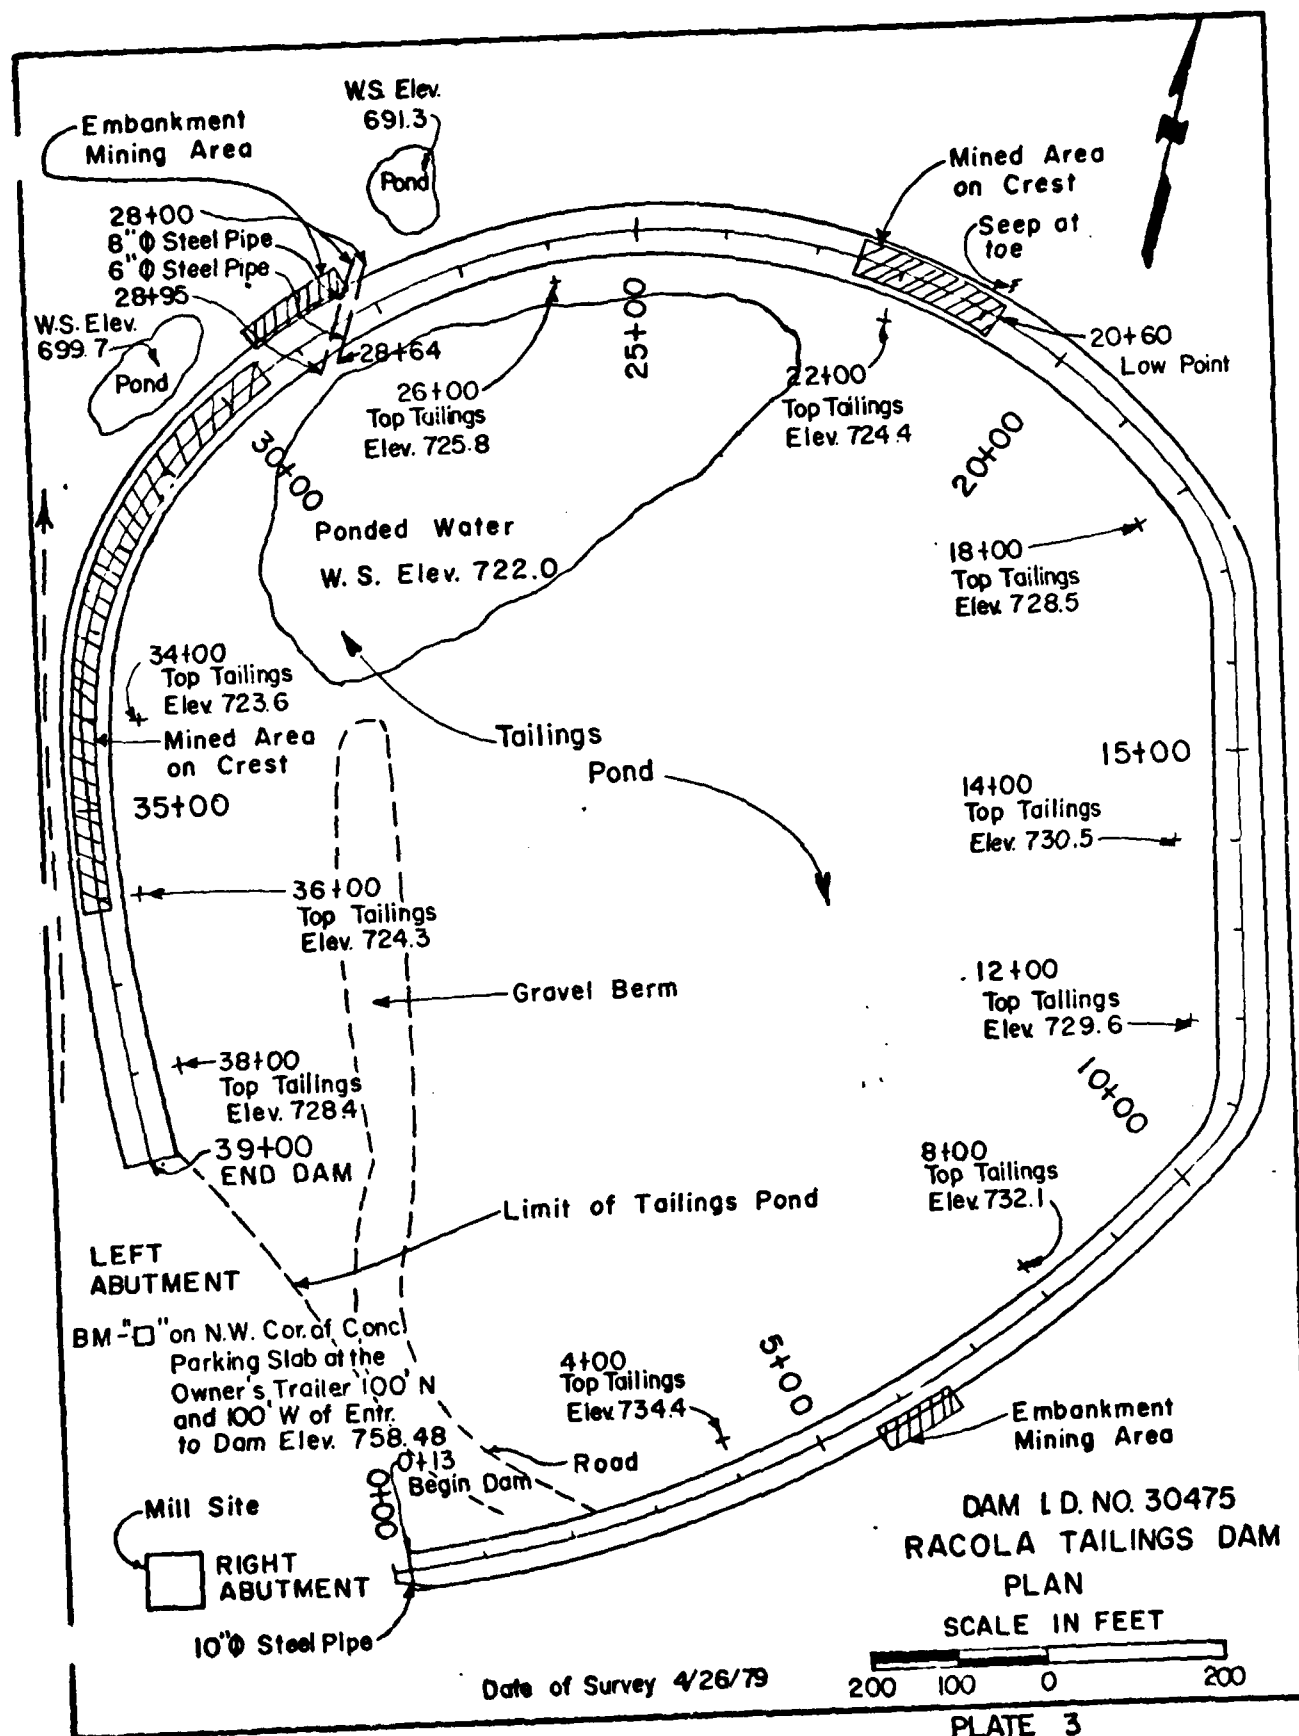 W.S. Elev.
691.3
Pond
Embankment
Mining Area
28+00
8"Φ Steel Pipe
6"Φ Steel Pipe
28+95
W.S. Elev.
699.7
Pond
28+64
26+00
Top Tailings
Elev. 725.8
25+00
Mined Area
on Crest
Seep at
toe
N
20+60
Low Point
22+00
Top Tailings
Elev. 724.4
20+00
30+00
Ponded Water
W. S. Elev. 722.0
18+00
Top Tailings
Elev. 728.5
34+00
Top Tailings
Elev. 723.6
Mined Area
on Crest
35+00
Tailings
Pond
15+00
14+00
Top Tailings
Elev. 730.5
36+00
Top Tailings
Elev. 724.3
Gravel Berm
12+00
Top Tailings
Elev. 729.6
10+00
38+00
Top Tailings
Elev. 728.4
39+00
END DAM
8+00
Top Tailings
Elev. 732.1
Limit of Tailings Pond
LEFT
ABUTMENT
BM-"□" on N.W. Cor. of Conc.
Parking Slab at the
Owner's Trailer 100' N
and 100' W of Entr.
to Dam Elev. 758.48
4+00
Top Tailings
Elev. 734.4
5+00
Embankment
Mining Area
0+13
Begin Dam
0+00
Road
Mill Site
RIGHT
ABUTMENT
10"Φ Steel Pipe
DAM I.D. NO. 30475
RACOLA TAILINGS DAM
PLAN
SCALE IN FEET
200 100 0 200
Date of Survey 4/26/79
PLATE 3